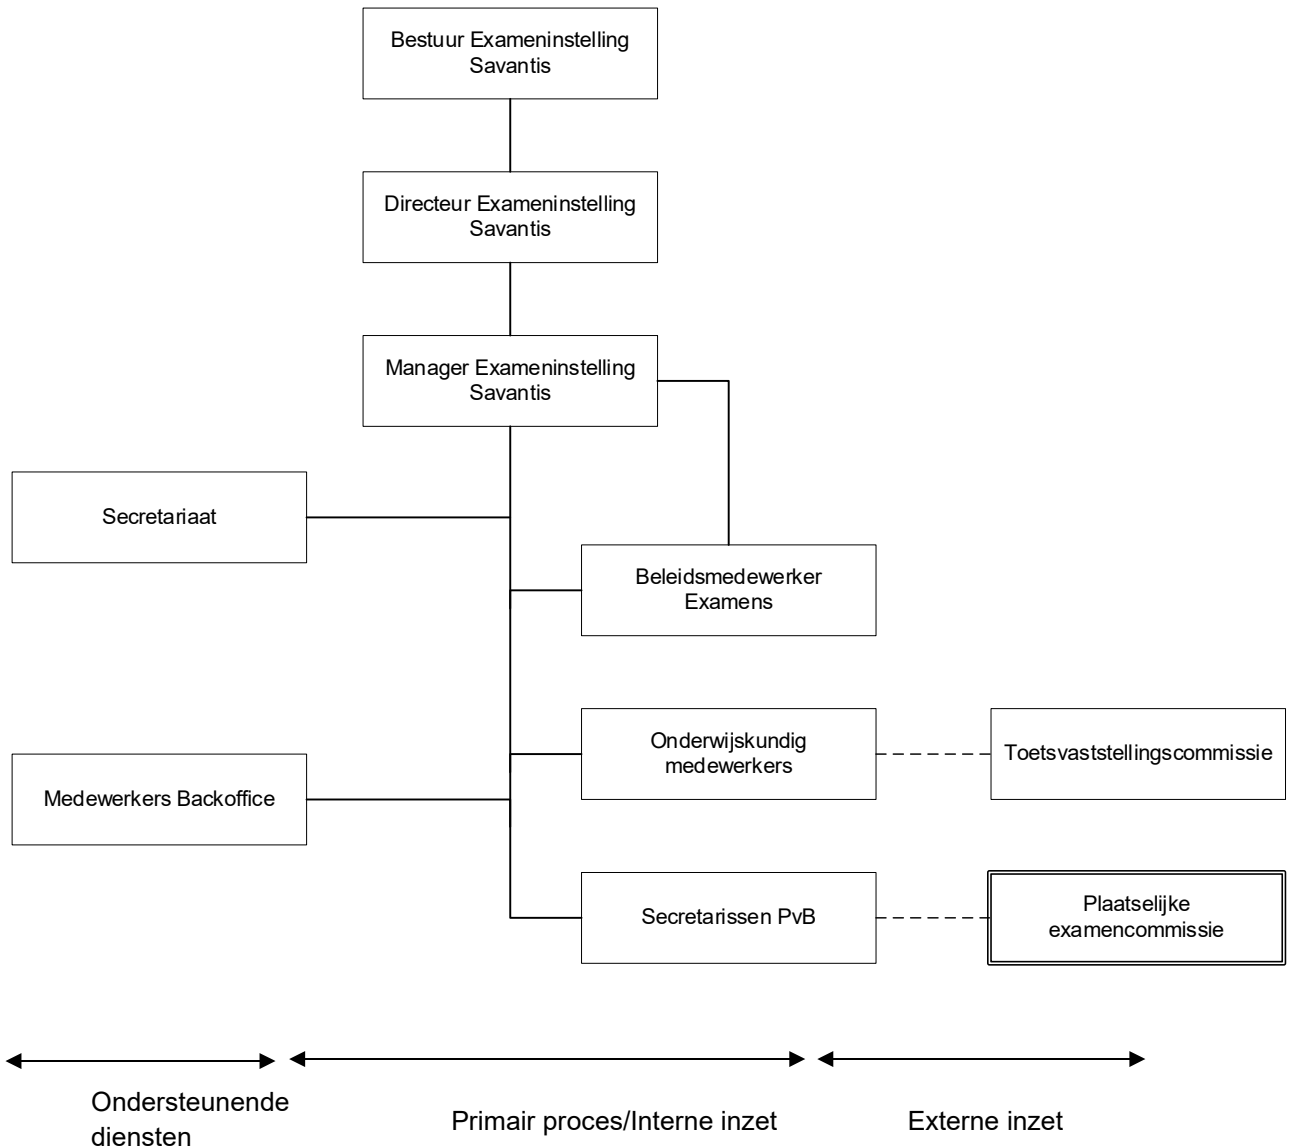 Bestuur Exameninstelling
Savantis
Directeur Exameninstelling
Savantis
Manager Exameninstelling
Savantis
Secretariaat
Beleidsmedewerker
Examens
Onderwijskundig
medewerkers
Toetsvaststellingscommissie
Medewerkers Backoffice
Secretarissen PvB
Plaatselijke
examencommissie
Ondersteunende
diensten
Primair proces/Interne inzet
Externe inzet